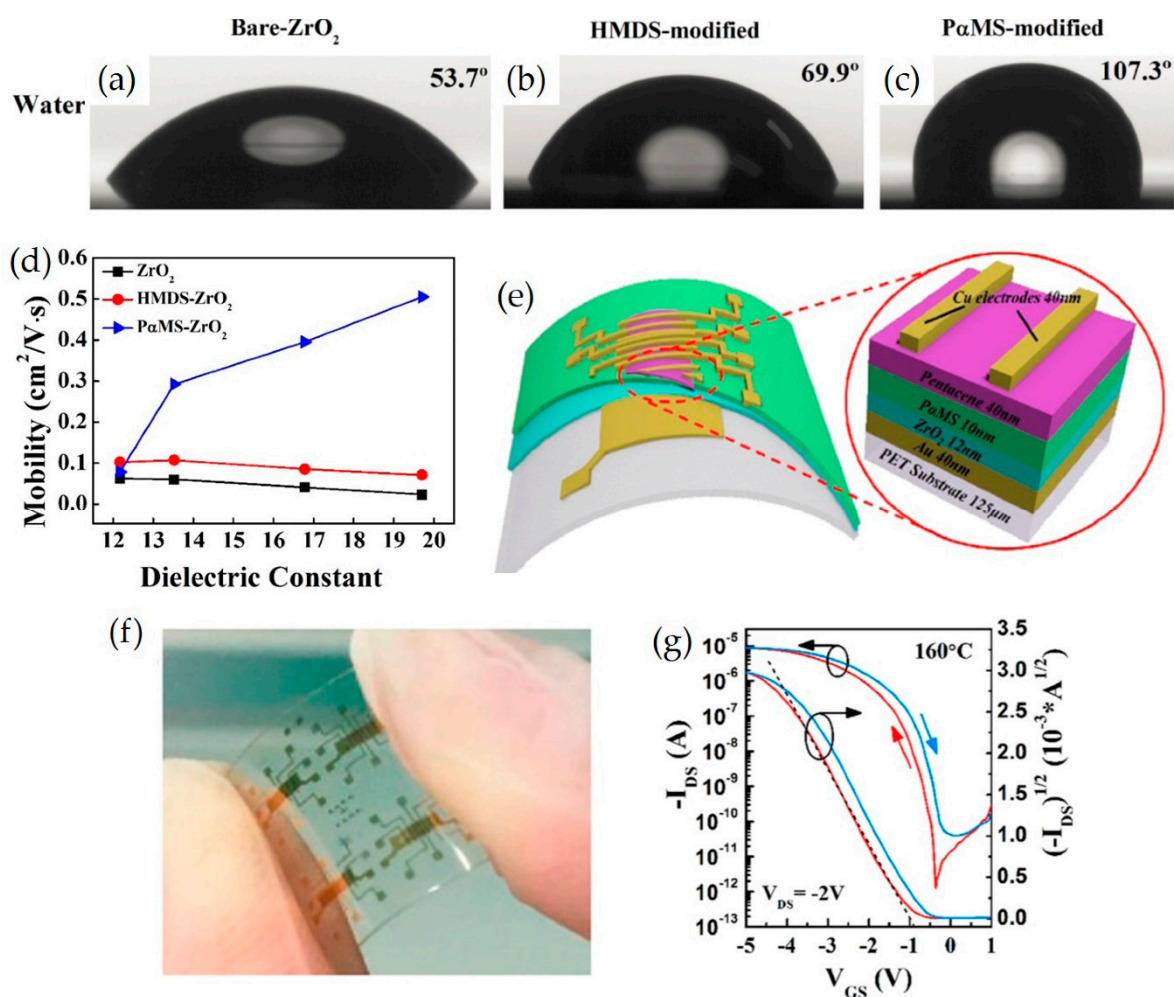 Bare-ZrO₂
HMDS-modified
PαMS-modified
Water
(a)
53.7°
(b)
69.9°
(c)
107.3°
(d)
Mobility (cm²/V·s)
0.6
0.5
0.4
0.3
0.2
0.1
0.0
ZrO₂
HMDS-ZrO₂
PαMS-ZrO₂
12 13 14 15 16 17 18 19 20
Dielectric Constant
(e)
Cu electrodes 40nm
Pentacene 40nm
PαMS 10nm
ZrO₂ 12nm
Au 40nm
PET Substrate 125μm
(f)
(g)
160°C
V_DS = -2V
-I_DS (A)
10⁻⁵
10⁻⁶
10⁻⁷
10⁻⁸
10⁻⁹
10⁻¹⁰
10⁻¹¹
10⁻¹²
10⁻¹³
3.5
3.0
2.5
2.0
1.5
1.0
0.5
0.0
(-I_DS)^1/2 (10⁻³*A^1/2)
-5 -4 -3 -2 -1 0 1
V_GS (V)